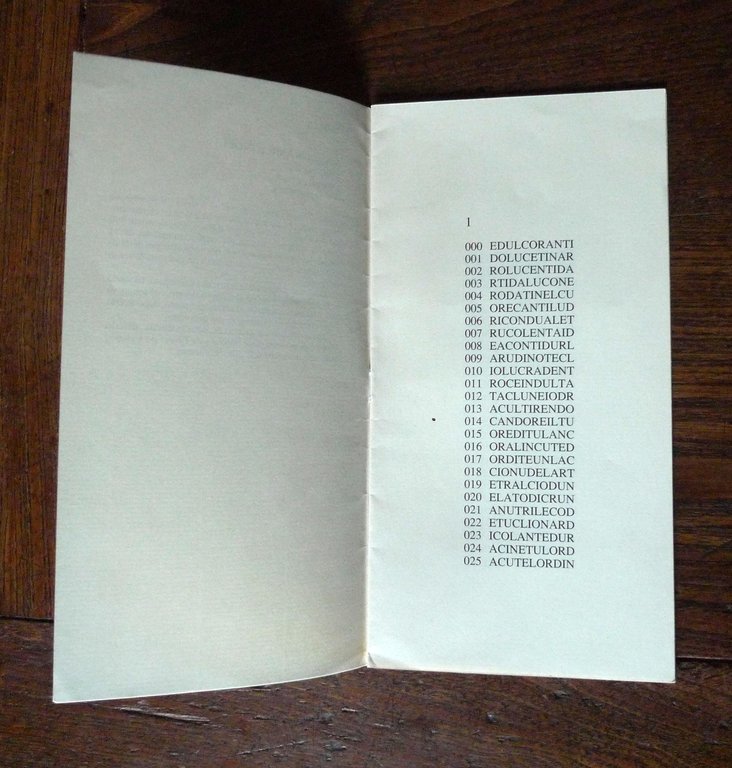 1
000 EDULCORANTI
001 DOLUCETINAR
002 ROLUCENTIDA
003 RTIDALUCONE
004 RODATINELCU
005 ORECANTILUD
006 RICONDUALET
007 RUCOLENTAID
008 EACONTIDURL
009 ARUDINOTECL
010 IOLUCRADENT
011 ROCEINDULTA
012 TACLUNEIODR
013 ACULTIRENDO
014 CANDOREILTU
015 OREDITULANC
016 ORALINCUTED
017 ORDITEUNLAC
018 CIONUDELART
019 ETRALCIODUN
020 ELATODICRUN
021 ANUTRILECOD
022 ETUCLIONARD
023 ICOLANTEDUR
024 ACINETULORD
025 ACUTELORDIN